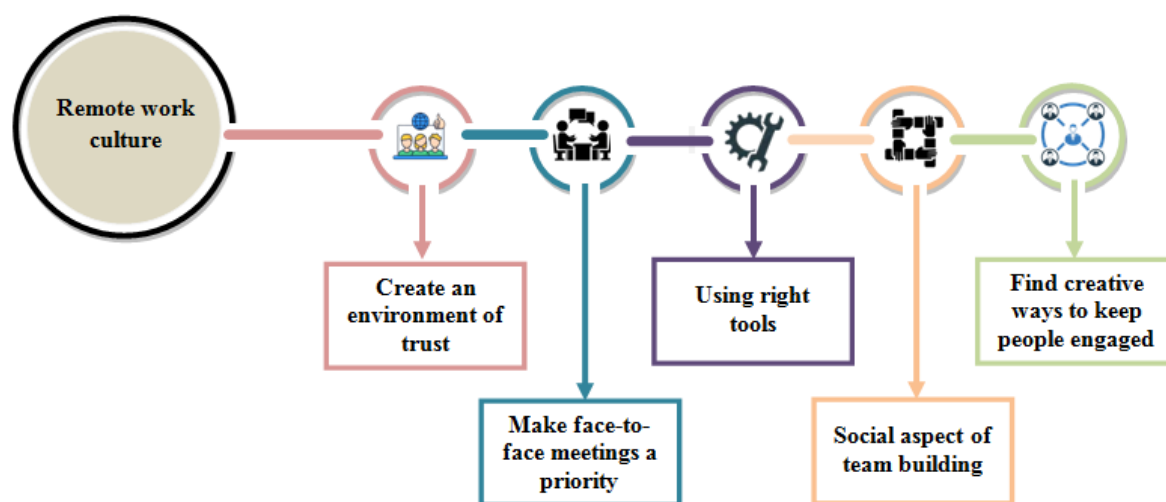 Remote work
culture
Create an
environment of
trust
Make face-to-
face meetings a
priority
Using right
tools
Social aspect of
team building
Find creative
ways to keep
people engaged